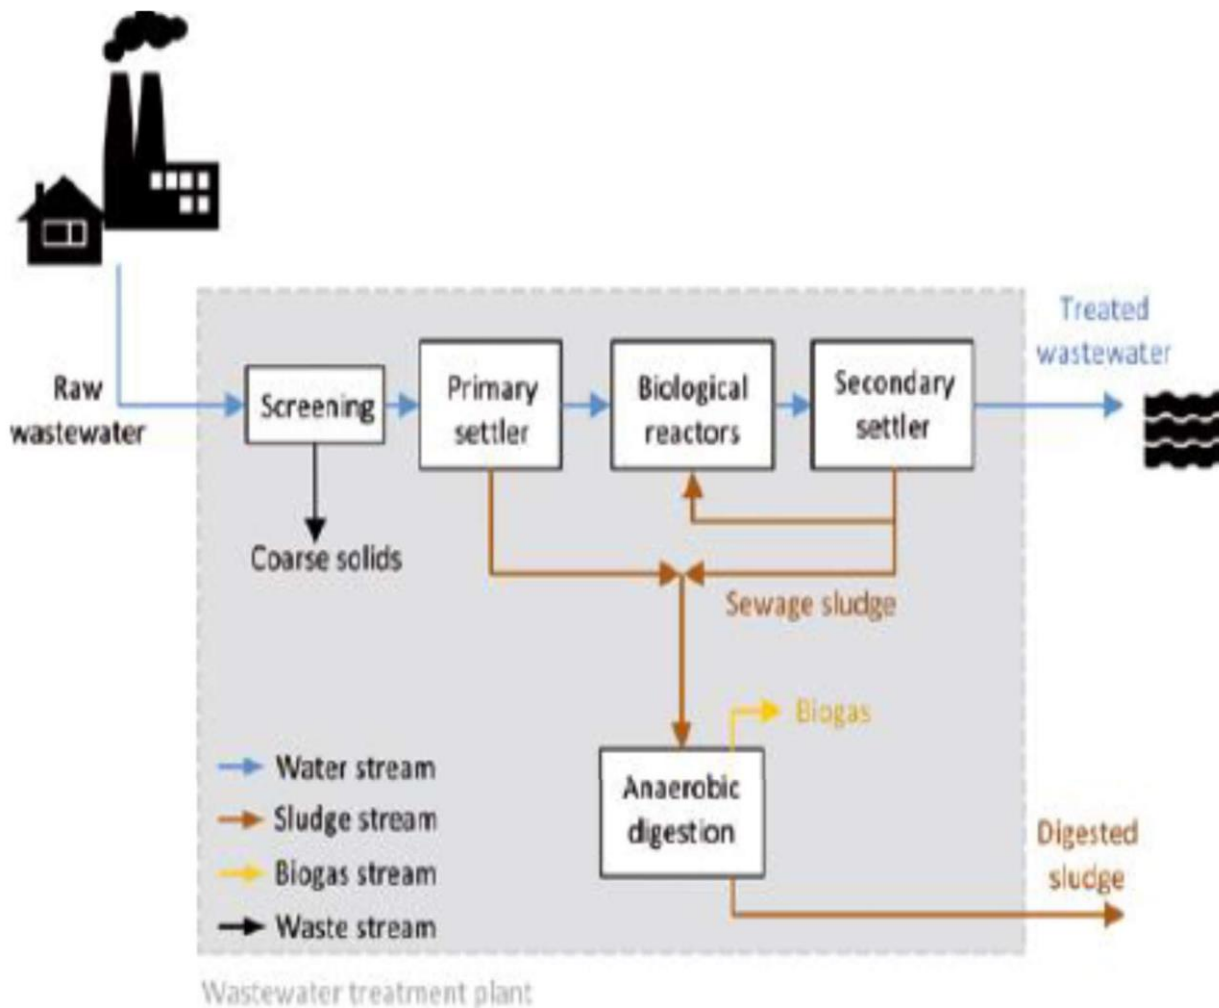 Raw
wastewater
Screening
Primary
settler
Biological
reactors
Secondary
settler
Treated
wastewater
Coarse solids
Sewage sludge
Biogas
Anaerobic
digestion
Digested
sludge
Water stream
Sludge stream
Biogas stream
Waste stream
Wastewater treatment plant